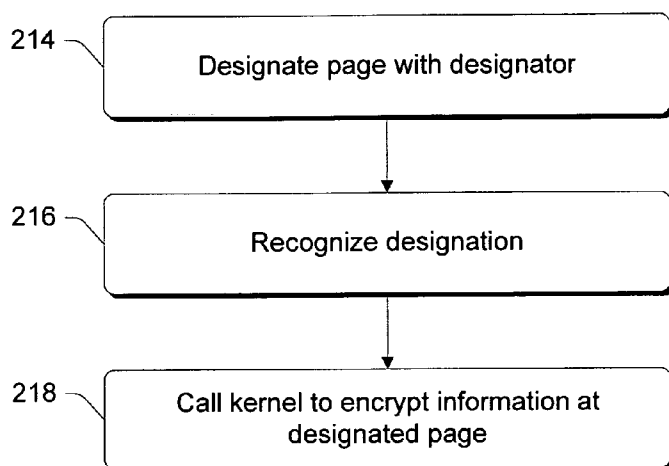 214
Designate page with designator
216
Recognize designation
218
Call kernel to encrypt information at
designated page